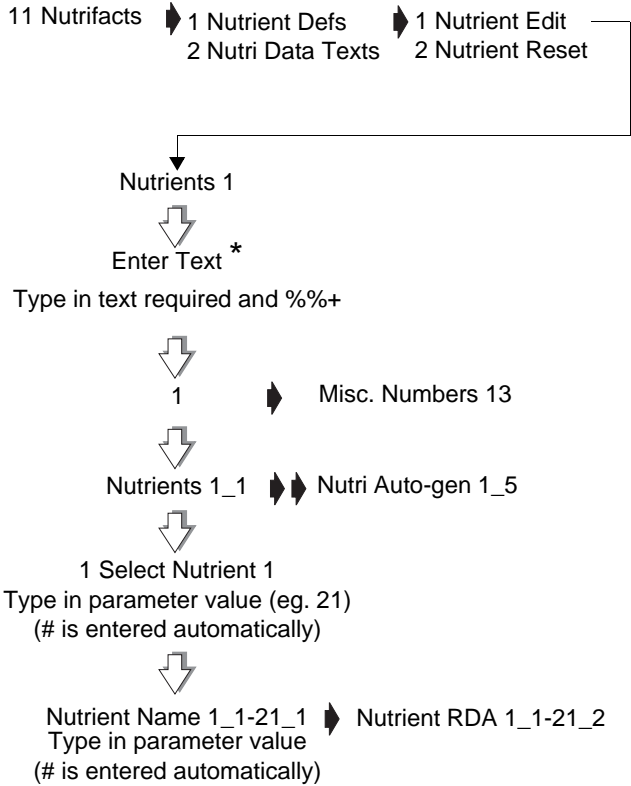 11 Nutrifacts 1 Nutrient Defs 1 Nutrient Edit
2 Nutri Data Texts 2 Nutrient Reset
Nutrients 1
Enter Text *
Type in text required and %%+
1 Misc. Numbers 13
Nutrients 1_1 Nutri Auto-gen 1_5
1 Select Nutrient 1
Type in parameter value (eg. 21)
(# is entered automatically)
Nutrient Name 1_1-21_1 Nutrient RDA 1_1-21_2
Type in parameter value
(# is entered automatically)